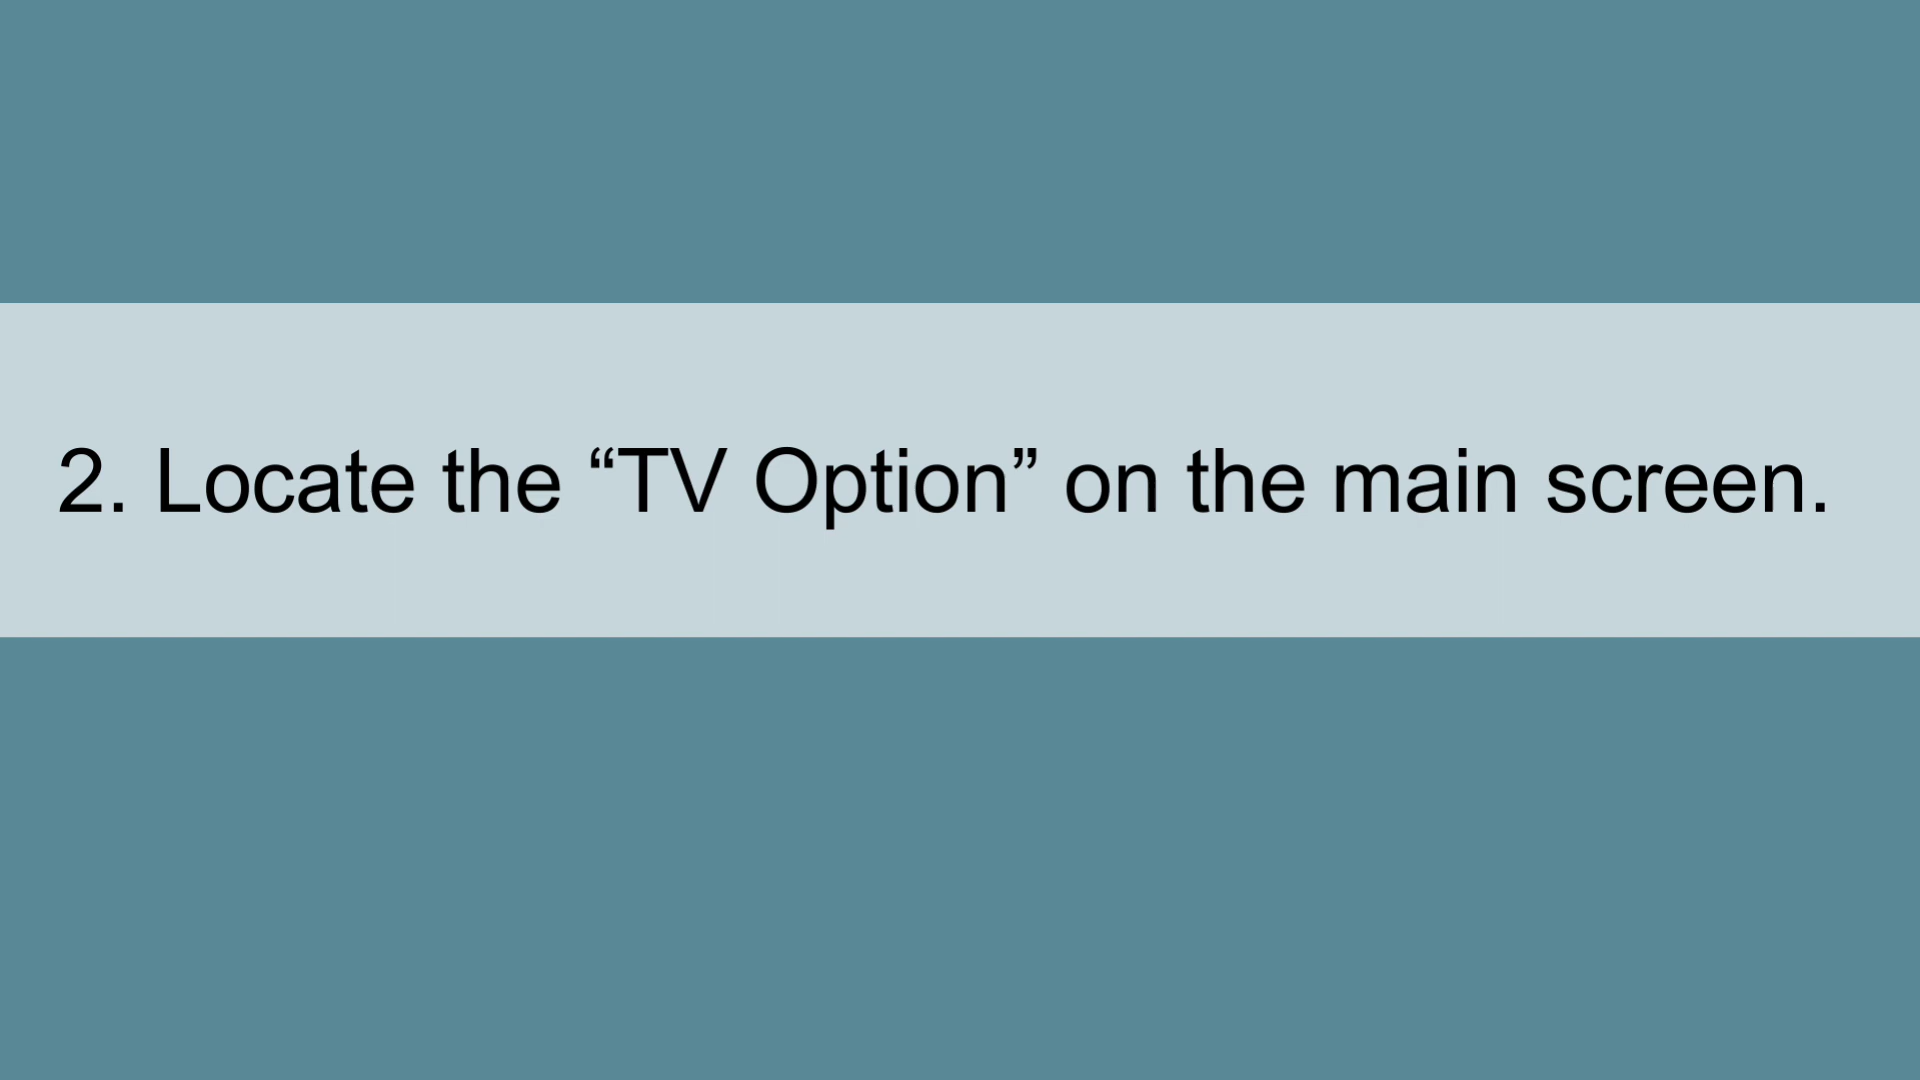 2. Locate the “TV Option” on the main screen.